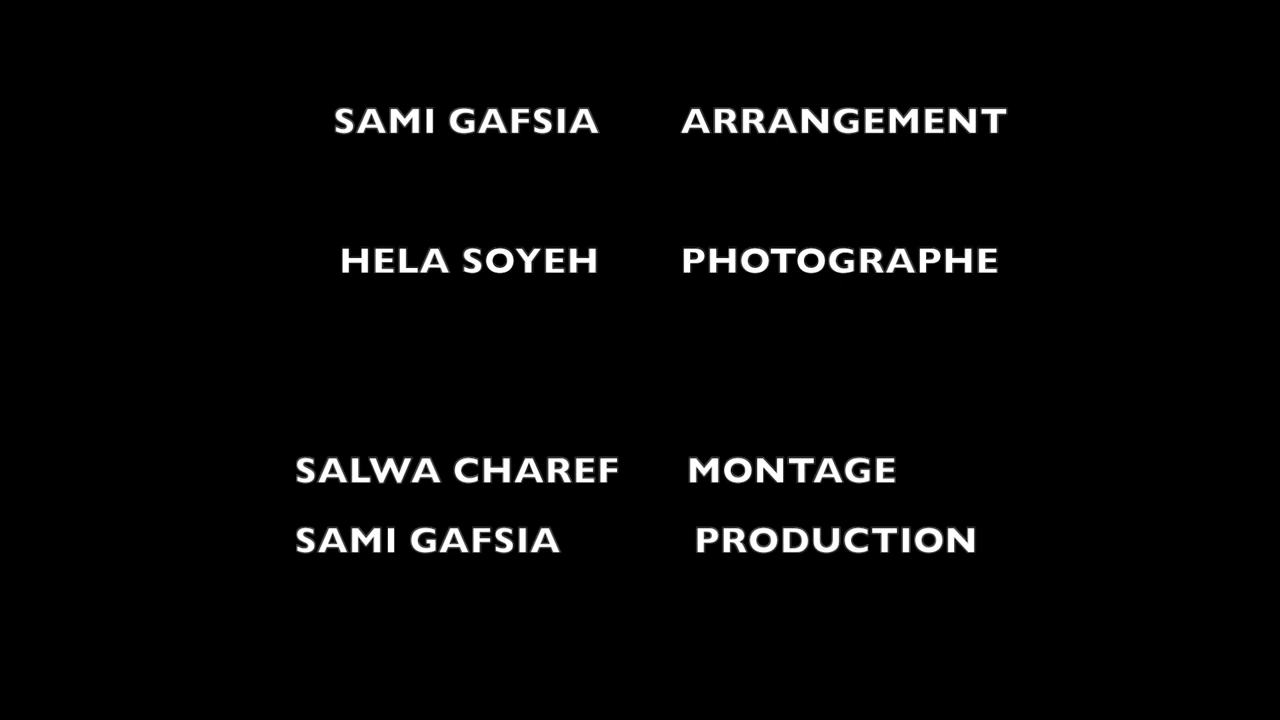 SAMI GAFSIA ARRANGEMENT
HELA SOYEH PHOTOGRAPHE
SALWA CHAREF MONTAGE
SAMI GAFSIA PRODUCTION